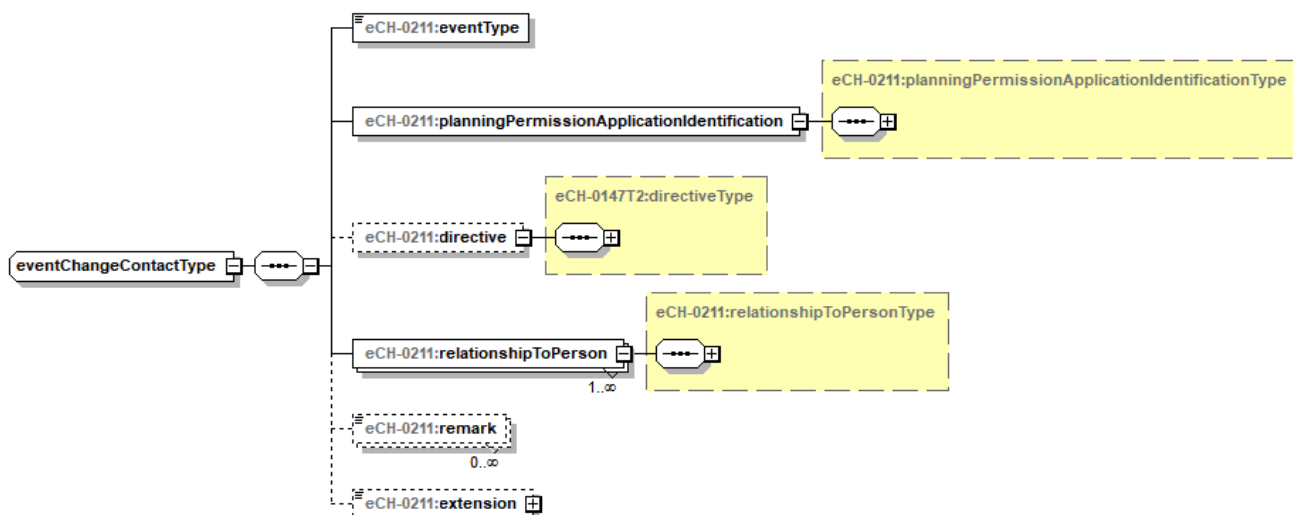 eCH-0211:eventType
eCH-0211:planningPermissionApplicationIdentificationType
eCH-0211:planningPermissionApplicationIdentification
eCH-0147T2:directiveType
eCH-0211:directive
eventChangeContactType
eCH-0211:relationshipToPersonType
eCH-0211:relationshipToPerson
1..∞
eCH-0211:remark
0..∞
eCH-0211:extension